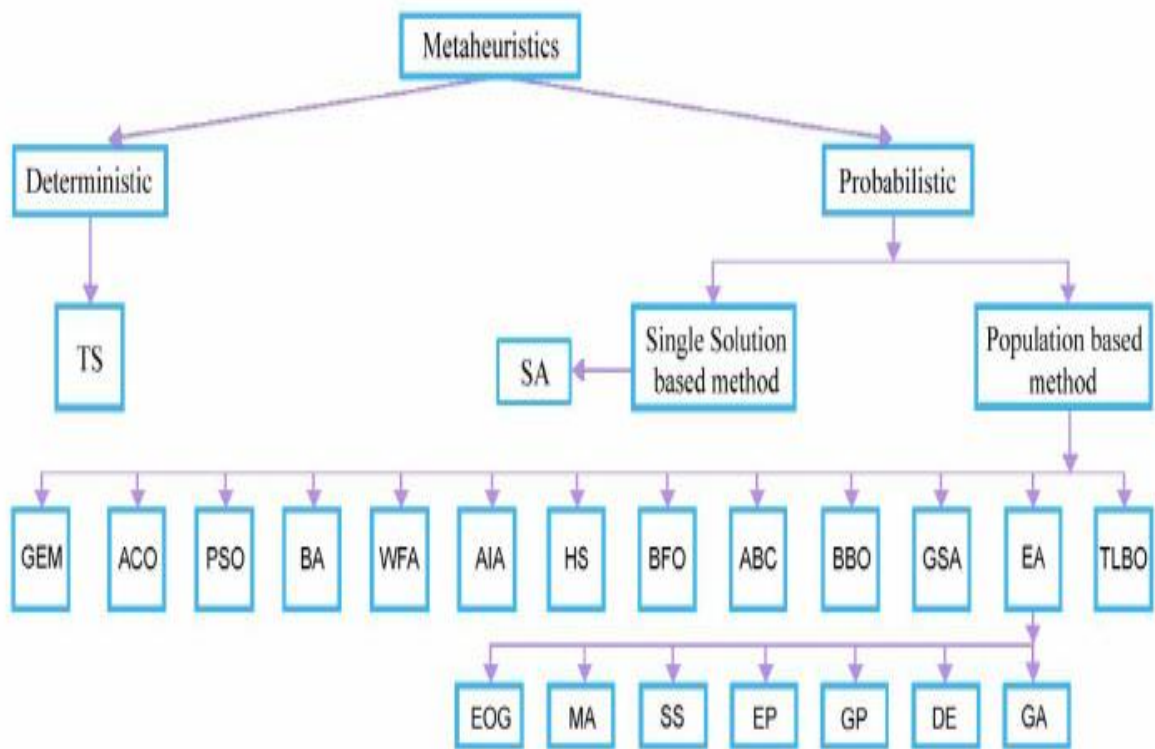 Metaheuristics
Deterministic
Probabilistic
TS
SA
Single Solution
based method
Population based
method
GEM
ACO
PSO
BA
WFA
AIA
HS
BFO
ABC
BBO
GSA
EA
TLBO
EOG
MA
SS
EP
GP
DE
GA